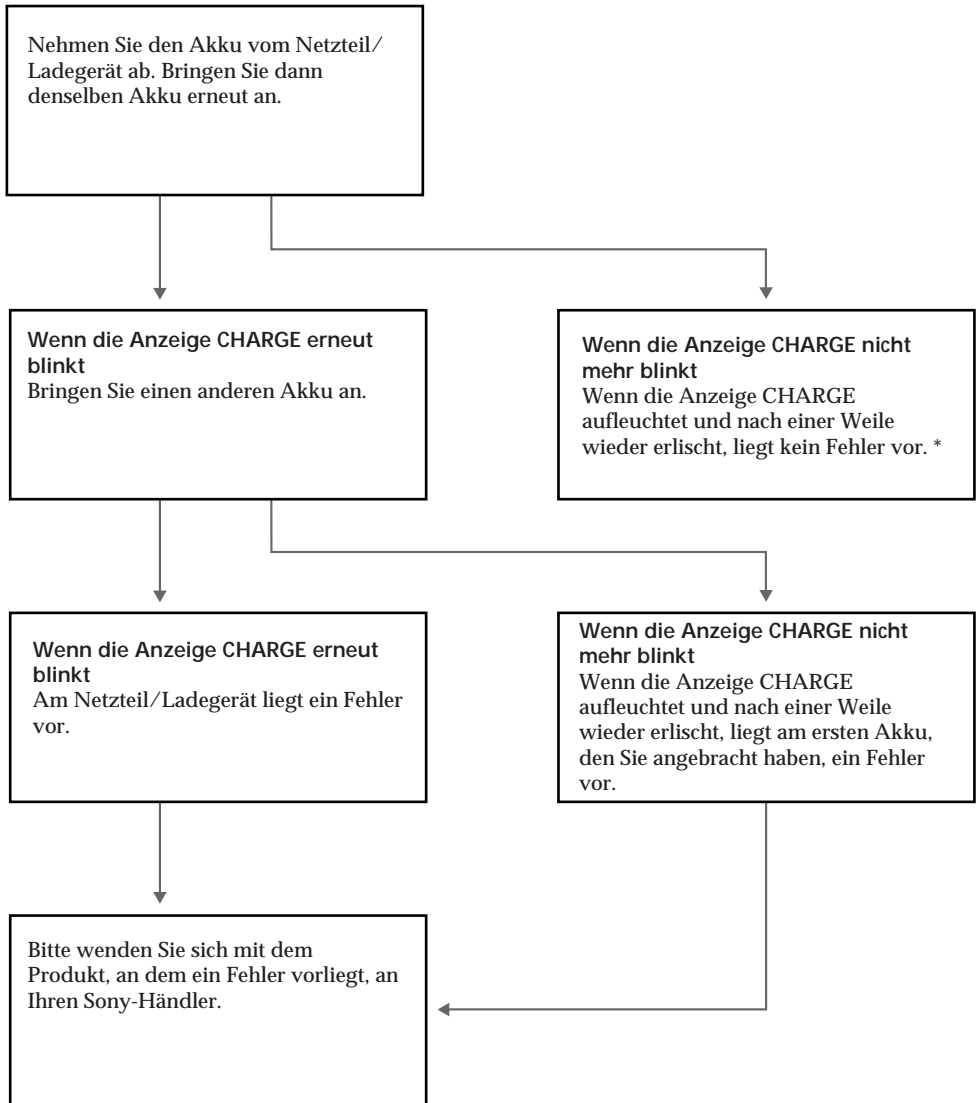 Nehmen Sie den Akku vom Netzteil/
Ladegerät ab. Bringen Sie dann
denselben Akku erneut an.
Wenn die Anzeige CHARGE erneut
blinkt
Bringen Sie einen anderen Akku an.
Wenn die Anzeige CHARGE nicht
mehr blinkt
Wenn die Anzeige CHARGE
aufleuchtet und nach einer Weile
wieder erlischt, liegt kein Fehler vor. *
Wenn die Anzeige CHARGE erneut
blinkt
Am Netzteil/Ladegerät liegt ein Fehler
vor.
Wenn die Anzeige CHARGE nicht
mehr blinkt
Wenn die Anzeige CHARGE
aufleuchtet und nach einer Weile
wieder erlischt, liegt am ersten Akku,
den Sie angebracht haben, ein Fehler
vor.
Bitte wenden Sie sich mit dem
Produkt, an dem ein Fehler vorliegt, an
Ihren Sony-Händler.